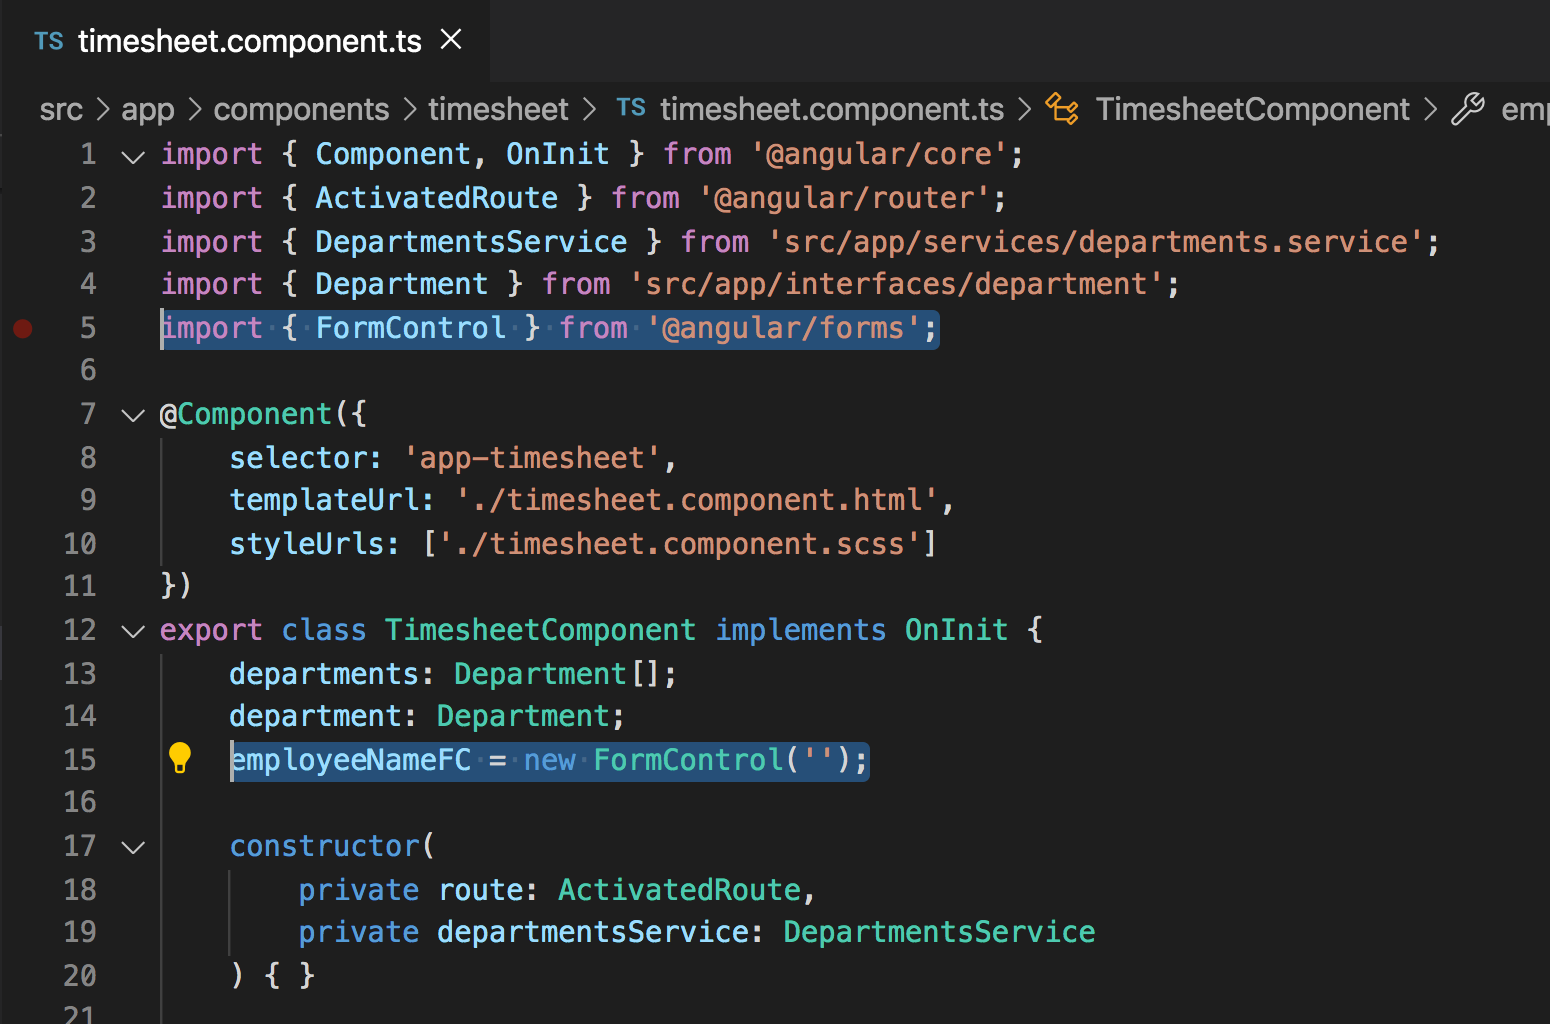 TS timesheet.component.ts
src > app > components > timesheet > TS timesheet.component.ts > TimesheetComponent >
1 import { Component, OnInit } from '@angular/core';
2 import { ActivatedRoute } from '@angular/router';
3 import { DepartmentsService } from 'src/app/services/departments.service';
4 import { Department } from 'src/app/interfaces/department';
5 import { FormControl } from '@angular/forms';
6
7 @Component({
8     selector: 'app-timesheet',
9     templateUrl: './timesheet.component.html',
10     styleUrls: ['./timesheet.component.scss']
11 })
12 export class TimesheetComponent implements OnInit {
13     departments: Department[];
14     department: Department;
15     employeeNameFC = new FormControl('');
16
17     constructor(
18         private route: ActivatedRoute,
19         private departmentsService: DepartmentsService
20     ) { }
21